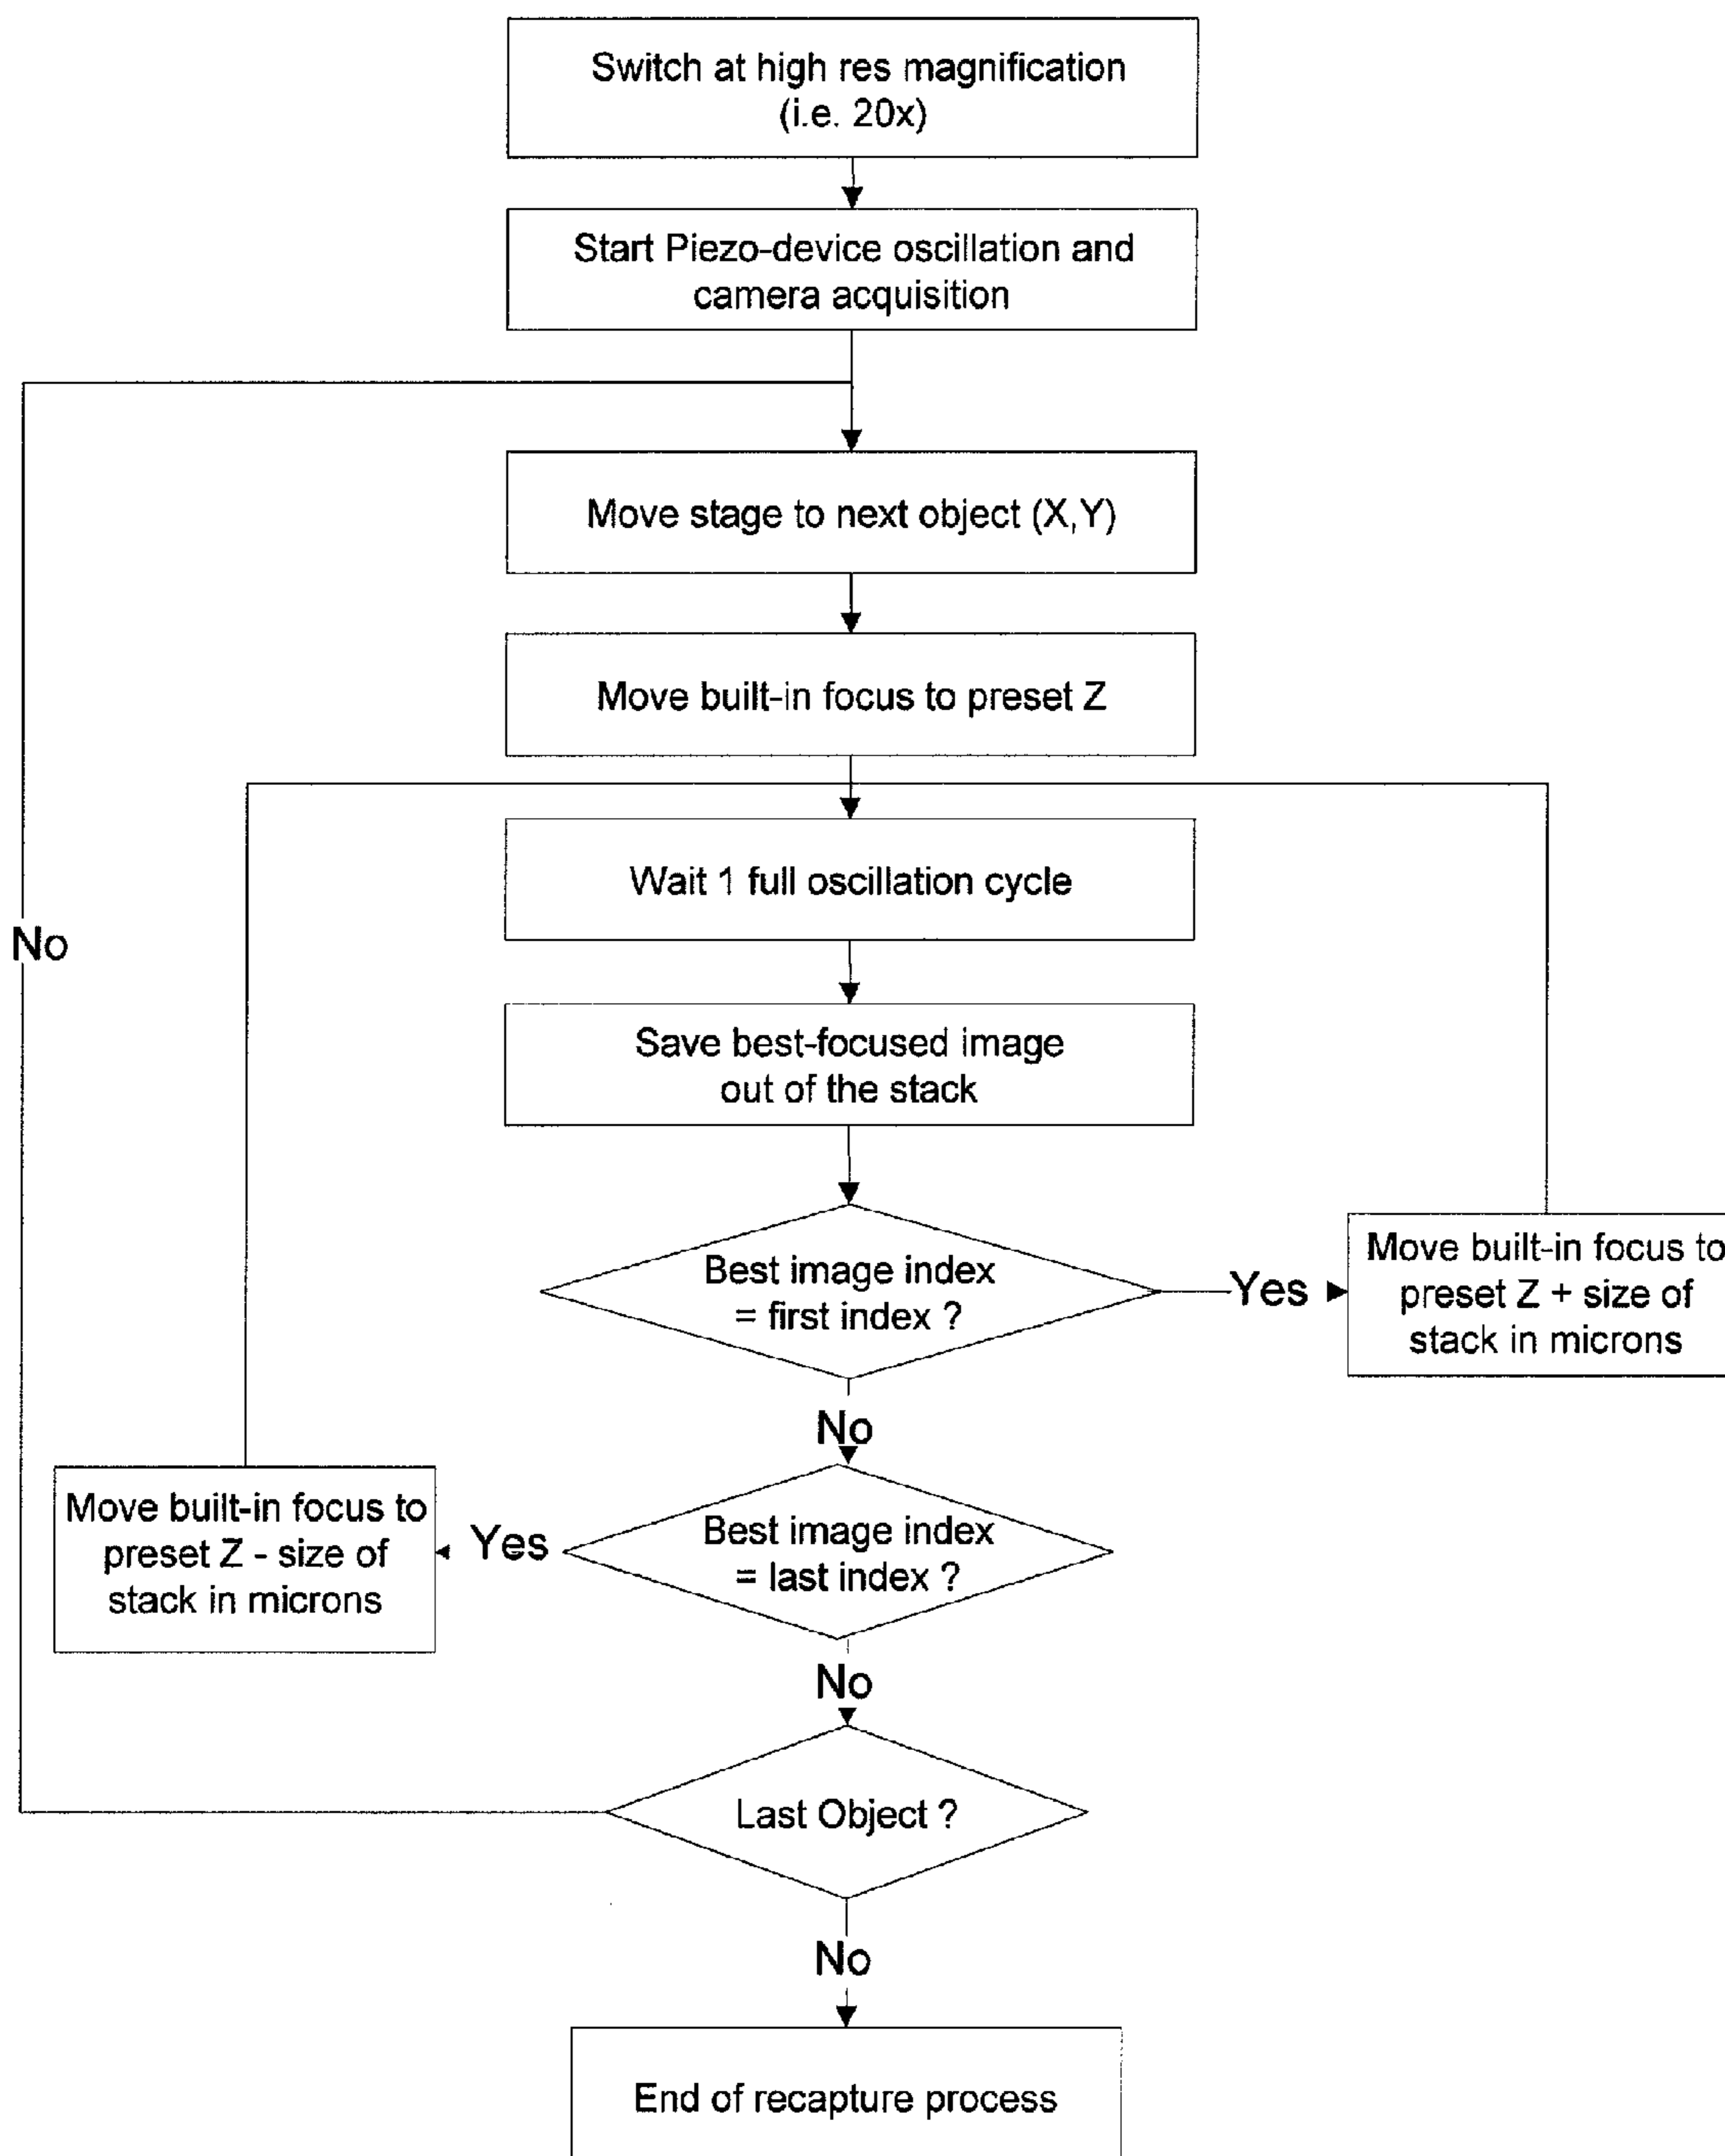 Switch at high res magnification
(i.e. 20x)
Start Piezo-device oscillation and
camera acquisition
Move stage to next object (X,Y)
Move built-in focus to preset Z
Wait 1 full oscillation cycle
No
Save best-focused image
out of the stack
Best image index
= first index ?
Yes
Move built-in focus to
preset Z + size of
stack in microns
No
Best image index
= last index ?
Yes
Move built-in focus to
preset Z - size of
stack in microns
No
Last Object ?
No
End of recapture process